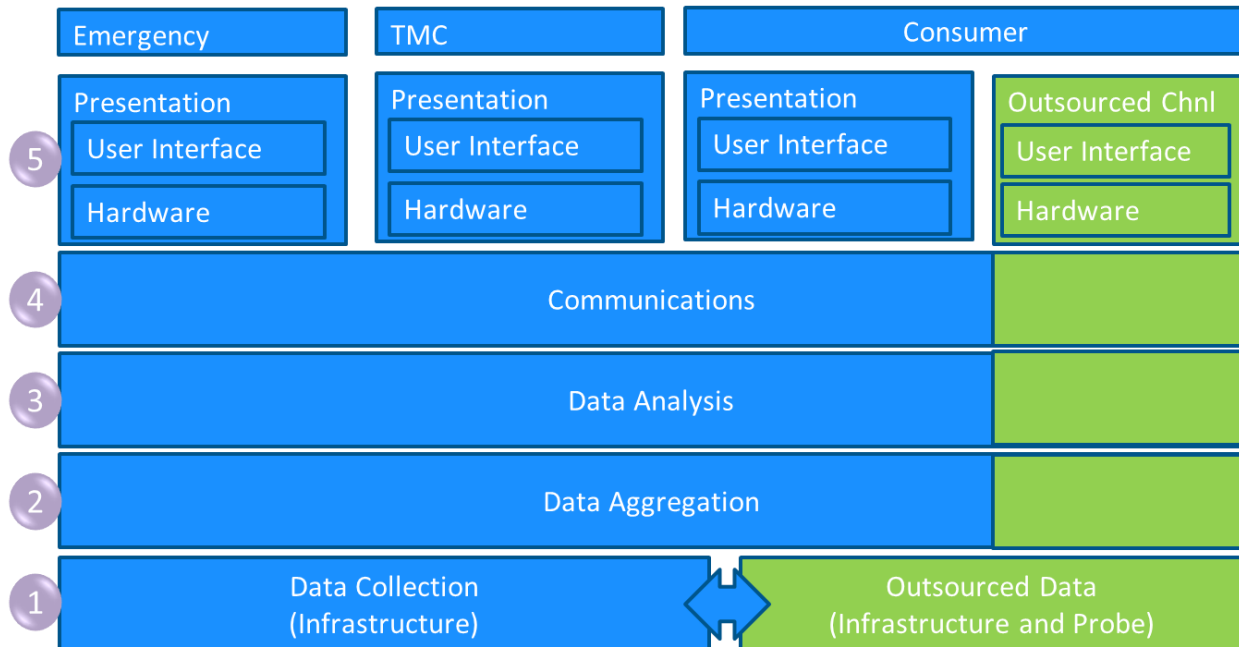 Emergency
TMC
Consumer
Presentation
User Interface
Hardware
Presentation
User Interface
Hardware
Presentation
User Interface
Hardware
Outsourced Chnl
User Interface
Hardware
5
4
Communications
3
Data Analysis
2
Data Aggregation
1
Data Collection
(Infrastructure)
Outsourced Data
(Infrastructure and Probe)